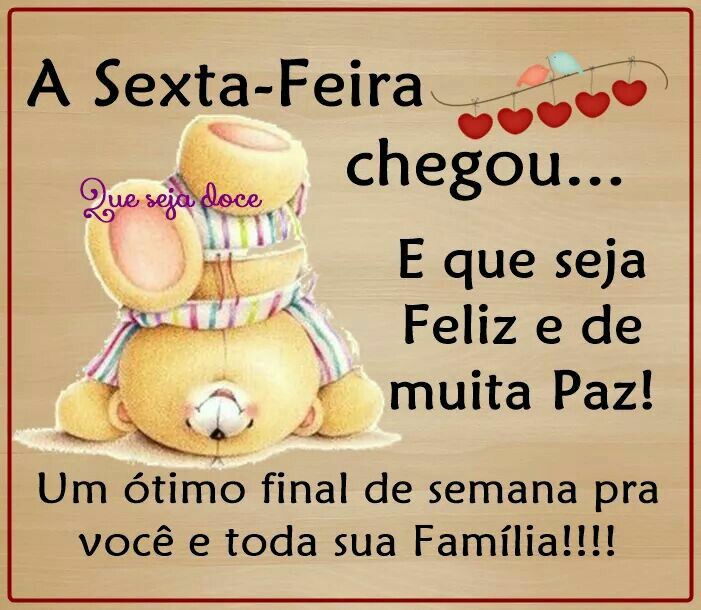 A Sexta-Feira
chegou...
Que seja doce
E que seja
Feliz e de
muita Paz!
Um ótimo final de semana pra
você e toda sua Família!!!!